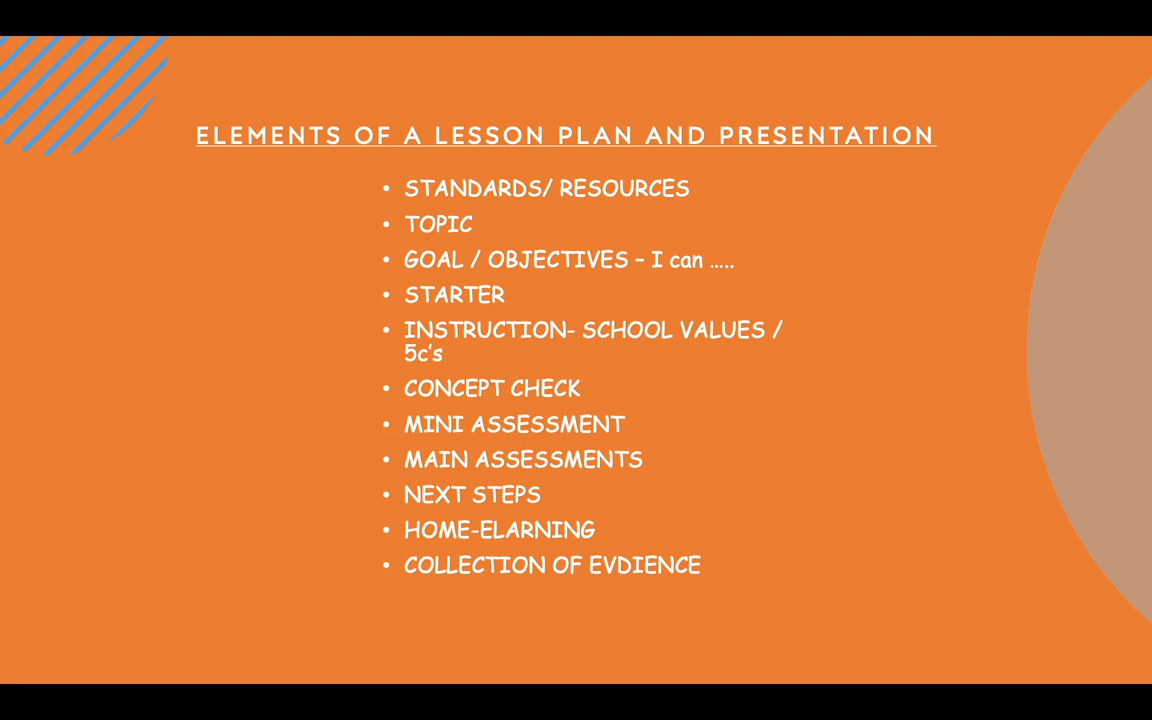 ELEMENTS OF A LESSON PLAN AND PRESENTATION
• STANDARDS/ RESOURCES
• TOPIC
• GOAL / OBJECTIVES – I can …..
• STARTER
• INSTRUCTION- SCHOOL VALUES /
5c's
• CONCEPT CHECK
• MINI ASSESSMENT
• MAIN ASSESSMENTS
• NEXT STEPS
• HOME-ELARNING
• COLLECTION OF EVDIENCE